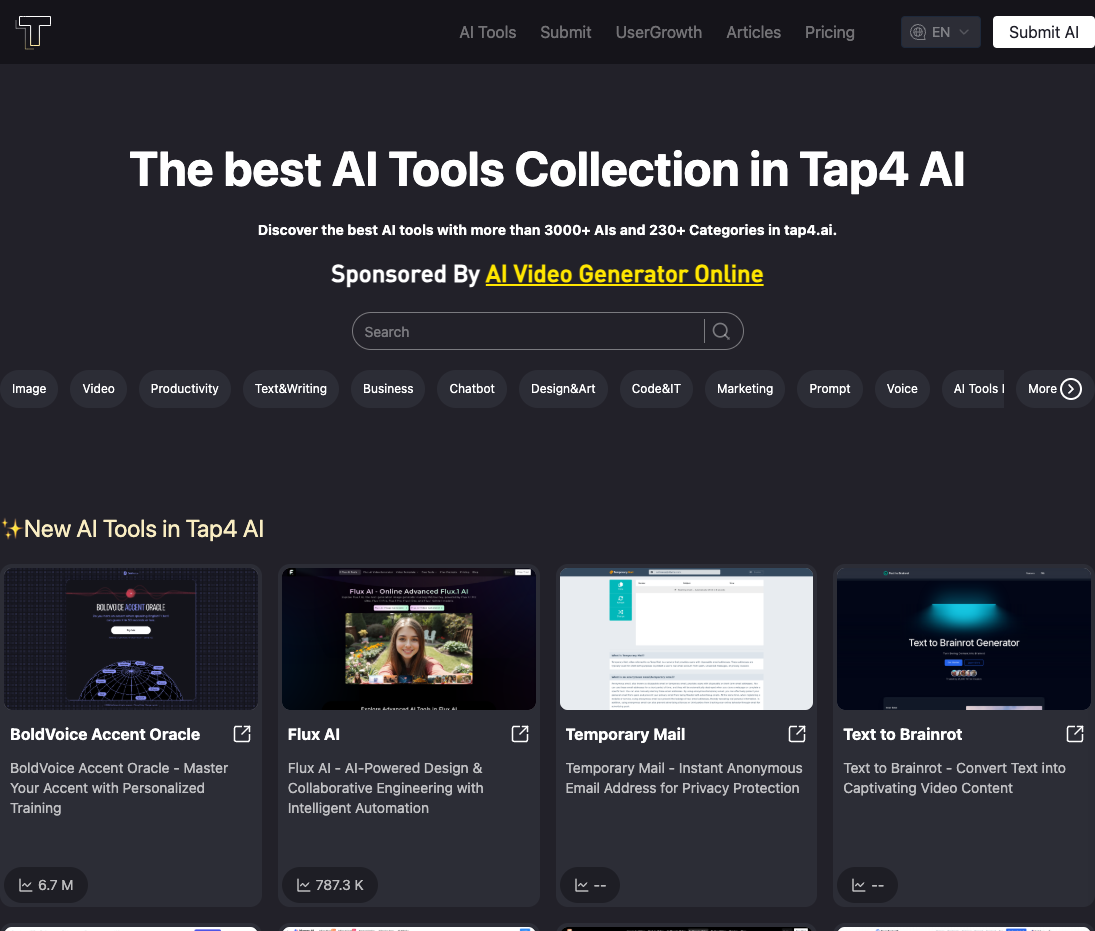 AI Tools
Submit
UserGrowth
Articles
Pricing
EN
Submit AI
The best AI Tools Collection in Tap4 AI
Discover the best AI tools with more than 3000+ AIs and 230+ Categories in tap4.ai.
Sponsored By AI Video Generator Online
Search
Image
Video
Productivity
Text&Writing
Business
Chatbot
Design&Art
Code&IT
Marketing
Prompt
Voice
AI Tools
More
✨New AI Tools in Tap4 AI
BOLDVOICE ACCENT ORACLE
Flux AI - Online Advanced Flux.1 AI
Explore Advanced AI Tools in Flux AI
Text to Brainrot Generator
BoldVoice Accent Oracle
BoldVoice Accent Oracle - Master
Your Accent with Personalized
Training
6.7 M
Flux AI
Flux AI - AI-Powered Design &
Collaborative Engineering with
Intelligent Automation
787.3 K
Temporary Mail
Temporary Mail - Instant Anonymous
Email Address for Privacy Protection
--
Text to Brainrot
Text to Brainrot - Convert Text into
Captivating Video Content
--